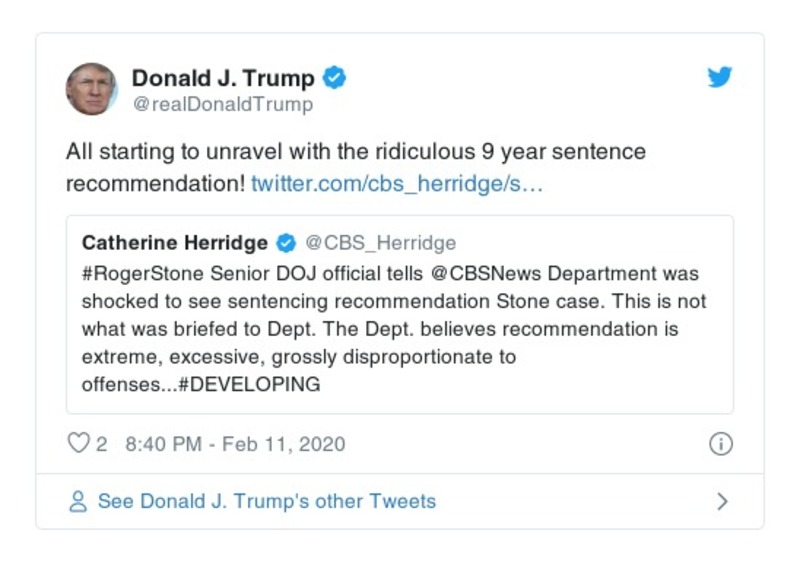 Donald J. Trump
@realDonaldTrump
All starting to unravel with the ridiculous 9 year sentence
recommendation! twitter.com/cbs_herridge/s…
Catherine Herridge @CBS_Herridge
#RogerStone Senior DOJ official tells @CBSNews Department was
shocked to see sentencing recommendation Stone case. This is not
what was briefed to Dept. The Dept. believes recommendation is
extreme, excessive, grossly disproportionate to
offenses...#DEVELOPING
2 8:40 PM - Feb 11, 2020
See Donald J. Trump's other Tweets